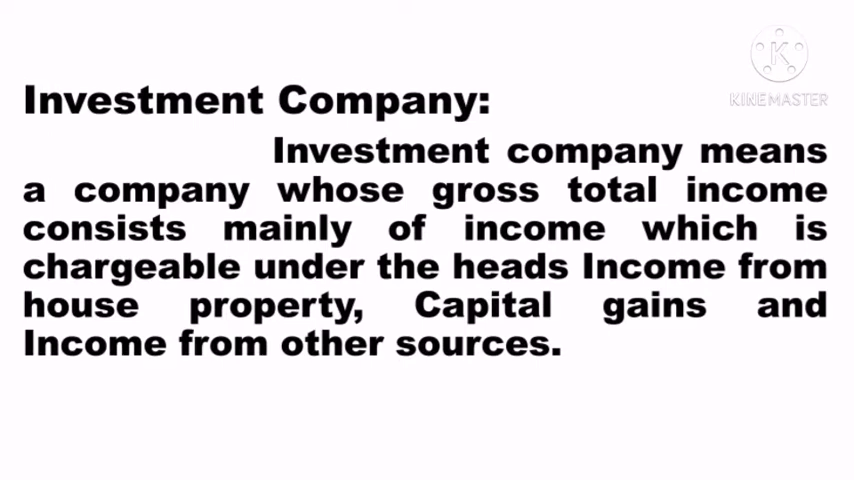 K
KINEMASTER
Investment Company:
Investment company means
a company whose gross total income
consists mainly of income which is
chargeable under the heads Income from
house property, Capital gains and
Income from other sources.